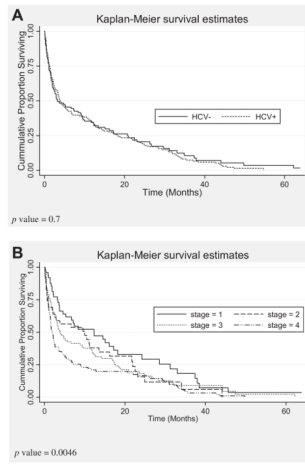 A
Kaplan-Meier survival estimates
Cummulative Proportion Surviving
1.00
0.75
0.50
0.25
0.00
HCV- HCV+
0 20 40 60
Time (Months)
p value = 0.7
B
Kaplan-Meier survival estimates
Cummulative Proportion Surviving
1.00
0.75
0.50
0.25
0.00
stage = 1 stage = 2
stage = 3 stage = 4
0 20 40 60
Time (Months)
p value = 0.0046